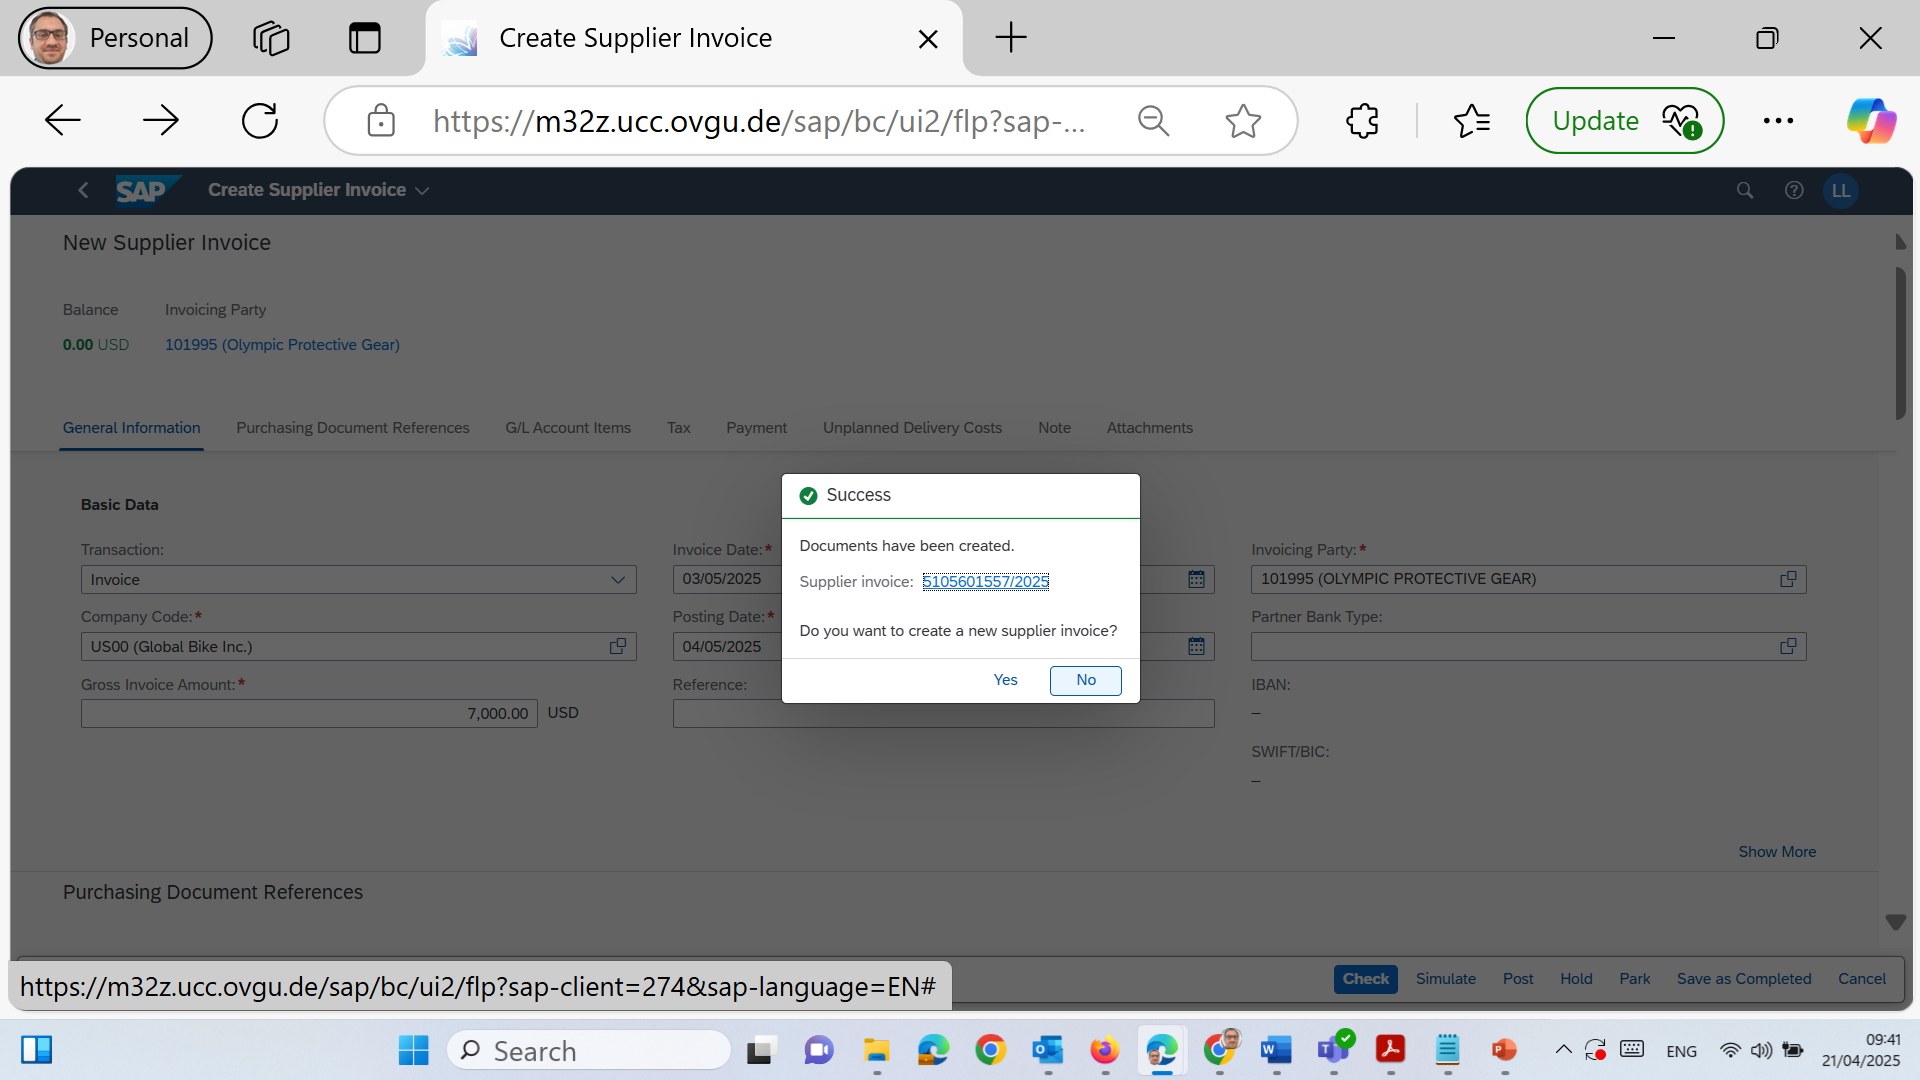 Personal
Create Supplier Invoice
https://m32z.ucc.ovgu.de/sap/bc/ui2/flp?sap-...
Update
SAP
Create Supplier Invoice
LL
New Supplier Invoice
Balance
Invoicing Party
0.00 USD
101995 (Olympic Protective Gear)
General Information
Purchasing Document References
G/L Account Items
Tax
Payment
Unplanned Delivery Costs
Note
Attachments
Basic Data
Transaction:
Invoice
Company Code:*
US00 (Global Bike Inc.)
Gross Invoice Amount:*
7,000.00 USD
Invoice Date:*
03/05/2025
Posting Date:*
04/05/2025
Reference:
Invoicing Party:*
101995 (OLYMPIC PROTECTIVE GEAR)
Partner Bank Type:
IBAN:
–
SWIFT/BIC:
–
Success
Documents have been created.
Supplier invoice: 5105601557/2025
Do you want to create a new supplier invoice?
Yes
No
Show More
Purchasing Document References
https://m32z.ucc.ovgu.de/sap/bc/ui2/flp?sap-client=274&sap-language=EN#
Check
Simulate
Post
Hold
Park
Save as Completed
Cancel
Search
ENG
09:41
21/04/2025